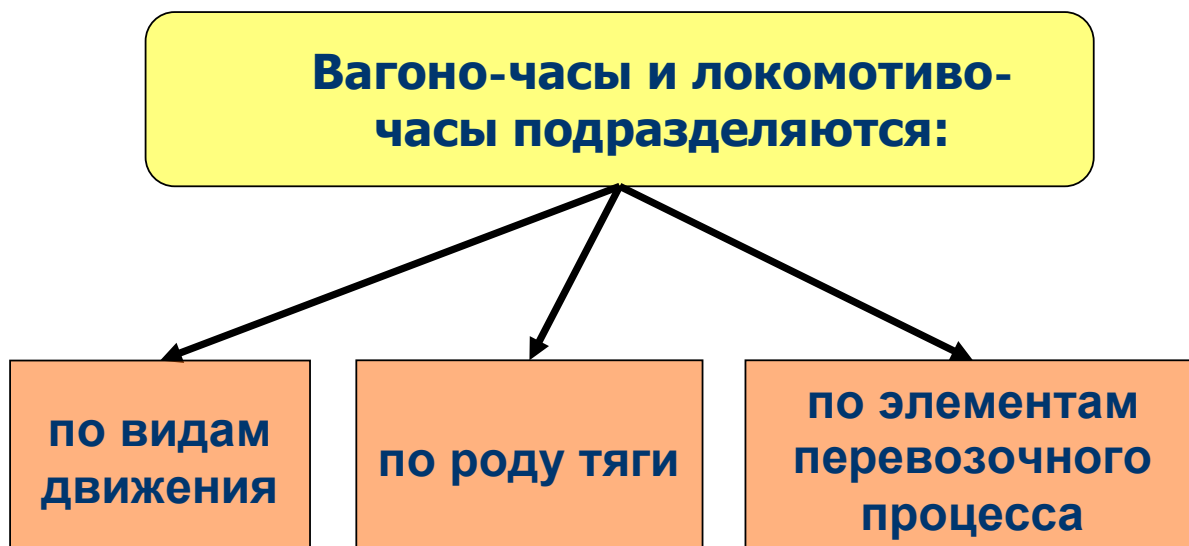 Вагоно-часы и локомотиво-
часы подразделяются:
по видам
движения
по роду тяги
по элементам
перевозочного
процесса